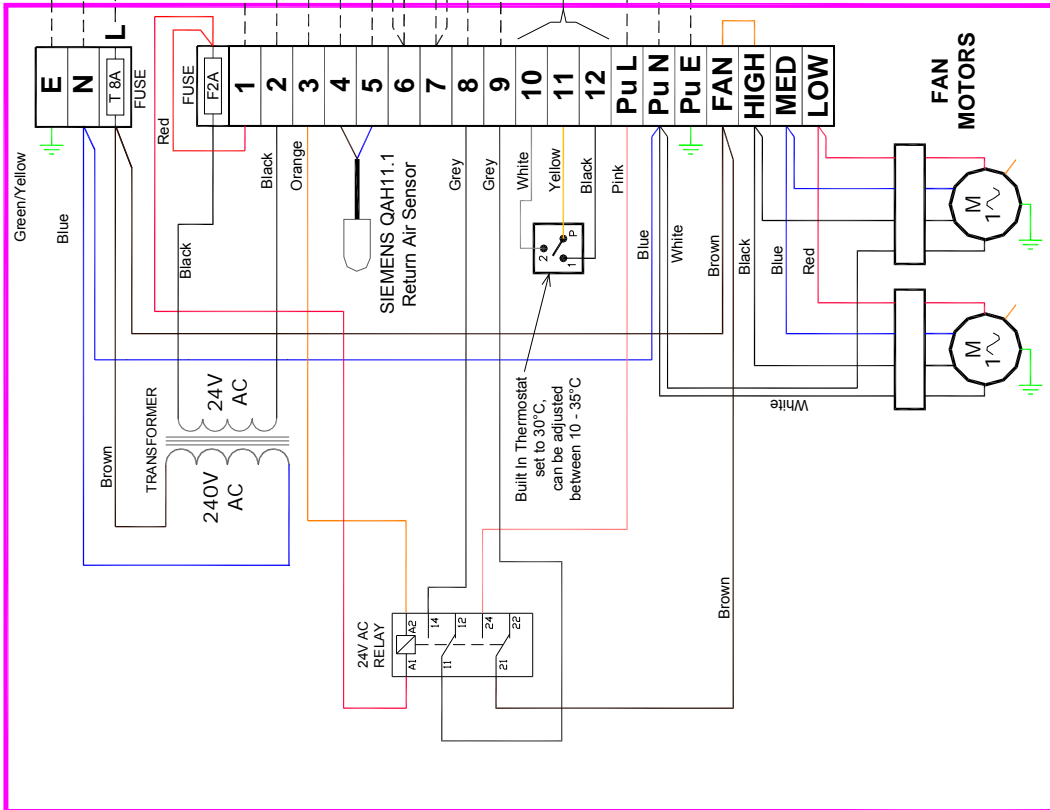 E
N
L
T 8A
FUSE
Green/Yellow
Blue
FUSE
F2A
Red
1
2
3
4
5
6
7
8
9
10
11
12
Pu L
Pu N
Pu E
FAN
HIGH
MED
LOW
Black
Orange
Black
SIEMENS QAH11.1
Return Air Sensor
Grey
Grey
White
Yellow
Black
Pink
2
P
1
Blue
White
Brown
Black
Blue
Red
FAN
MOTORS
M
1
M
1
White
Built In Thermostat
set to 30°C,
can be adjusted
between 10 - 35°C
TRANSFORMER
24V
AC
240V
AC
Brown
24V AC
RELAY
A1
A2
14
12
11
24
22
21
Brown